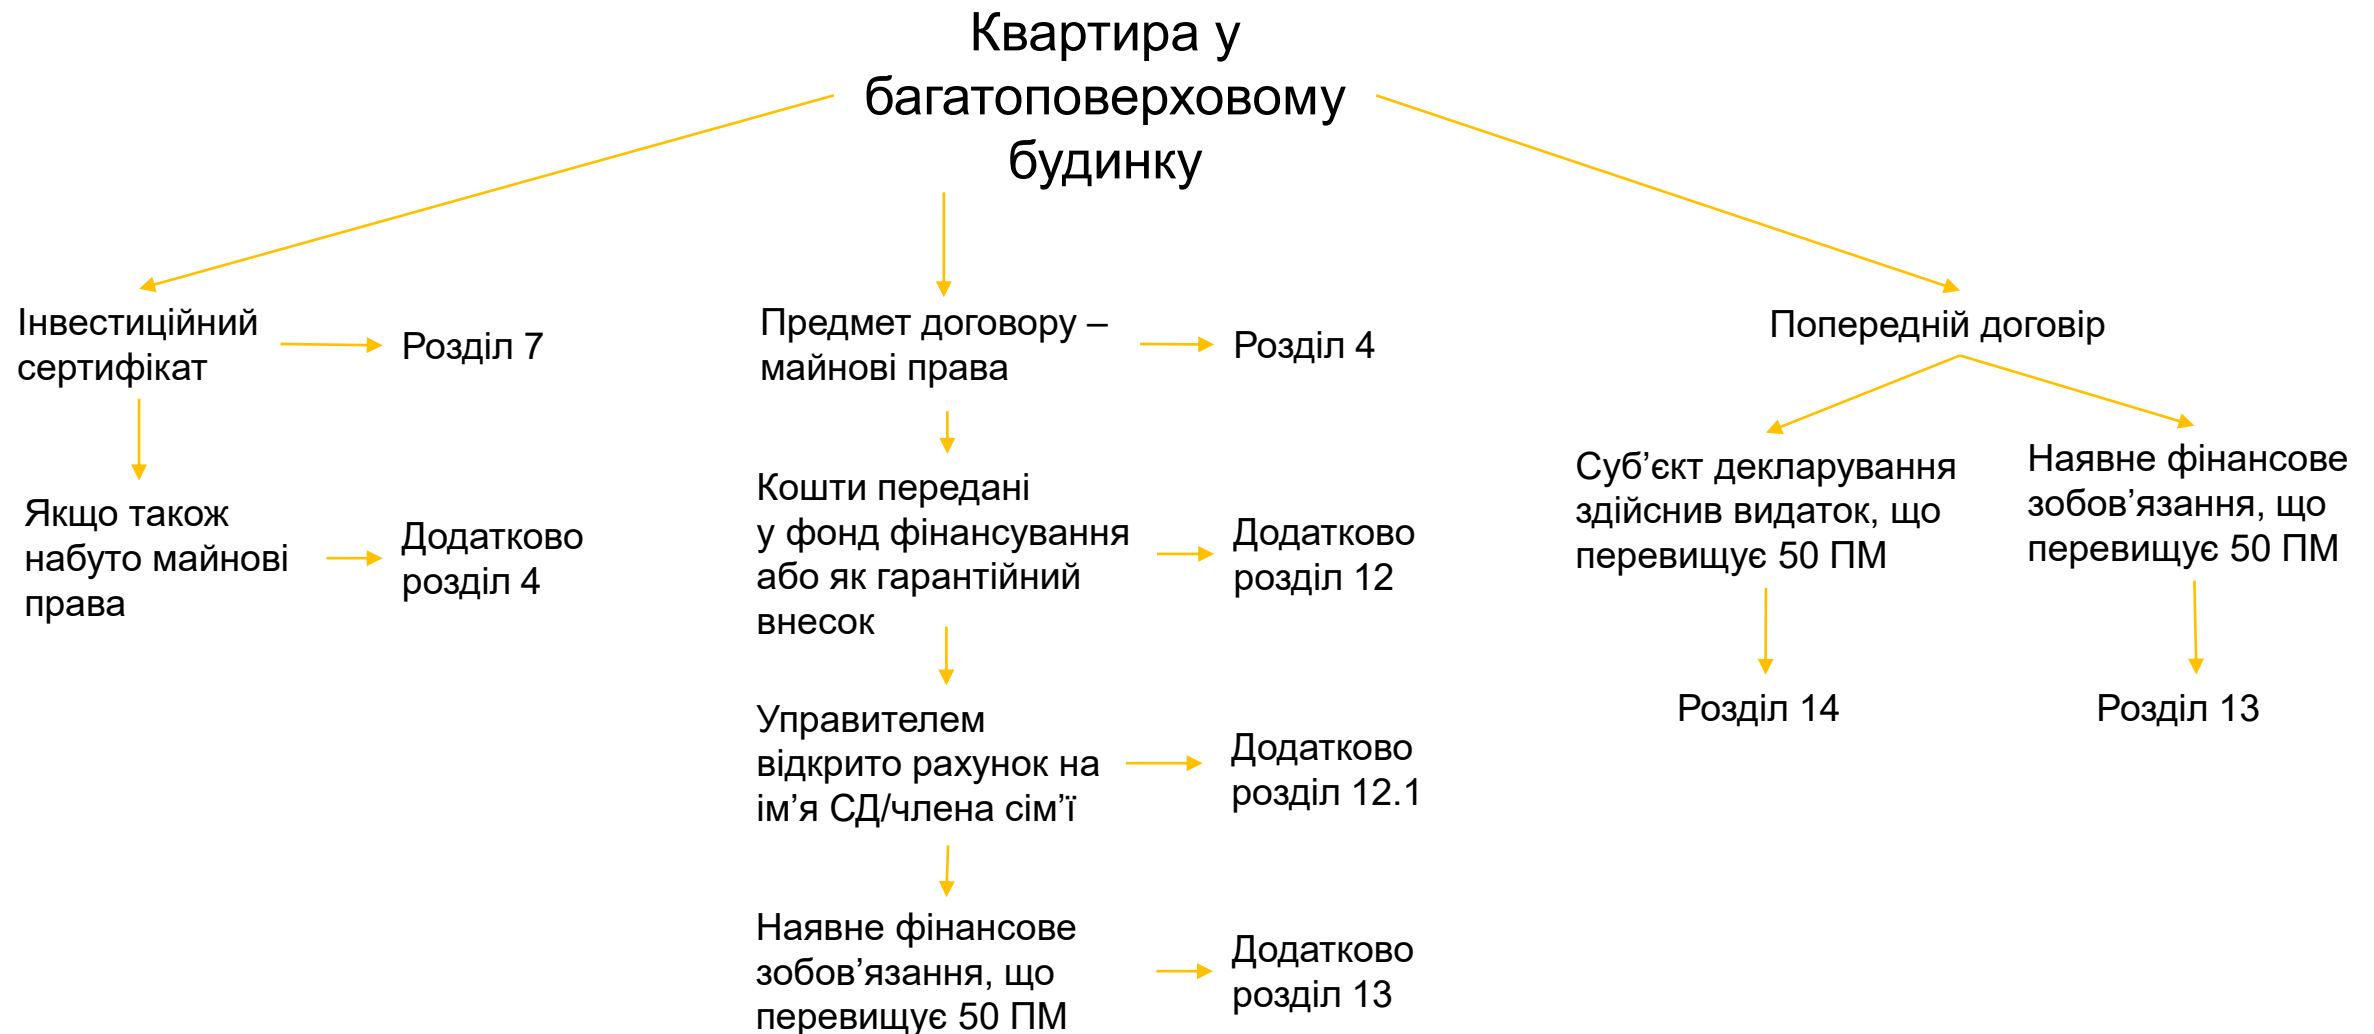 Квартира у
багатоповерховому
будинку
Інвестиційний
сертифікат
Розділ 7
Якщо також
набуто майнові
права
Додатково
розділ 4
Предмет договору –
майнові права
Розділ 4
Кошти передані
у фонд фінансування
або як гарантійний
внесок
Додатково
розділ 12
Управителем
відкрито рахунок на
ім’я СД/члена сім’ї
Додатково
розділ 12.1
Наявне фінансове
зобов’язання, що
перевищує 50 ПМ
Додатково
розділ 13
Попередній договір
Суб’єкт декларування
здійснив видаток, що
перевищує 50 ПМ
Розділ 14
Наявне фінансове
зобов’язання, що
перевищує 50 ПМ
Розділ 13